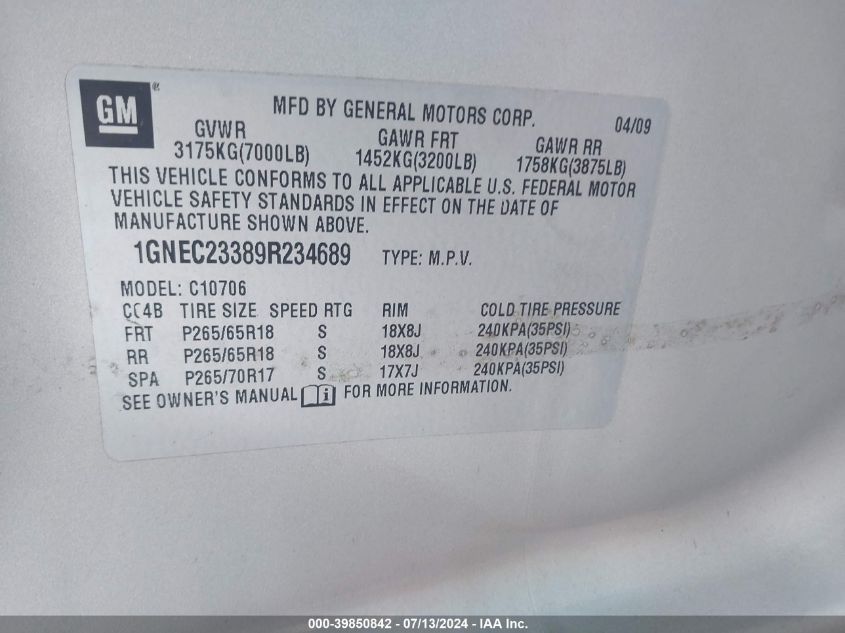 GM®
MFD BY GENERAL MOTORS CORP. 04/09
GVWR GAWR FRT GAWR RR
3175KG(7000LB) 1452KG(3200LB) 1758KG(3875LB)
THIS VEHICLE CONFORMS TO ALL APPLICABLE U.S. FEDERAL MOTOR
VEHICLE SAFETY STANDARDS IN EFFECT ON THE DATE OF
MANUFACTURE SHOWN ABOVE.
1GNEC23389R234689 TYPE: M.P.V.
MODEL: C10706
CC4B TIRE SIZE SPEED RTG RIM COLD TIRE PRESSURE
FRT P265/65R18 S 18X8J 240KPA(35PSI)
RR P265/65R18 S 18X8J 240KPA(35PSI)
SPA P265/70R17 S 17X7J 240KPA(35PSI)
SEE OWNER'S MANUAL FOR MORE INFORMATION.
000-39850842 - 07/13/2024 - IAA Inc.